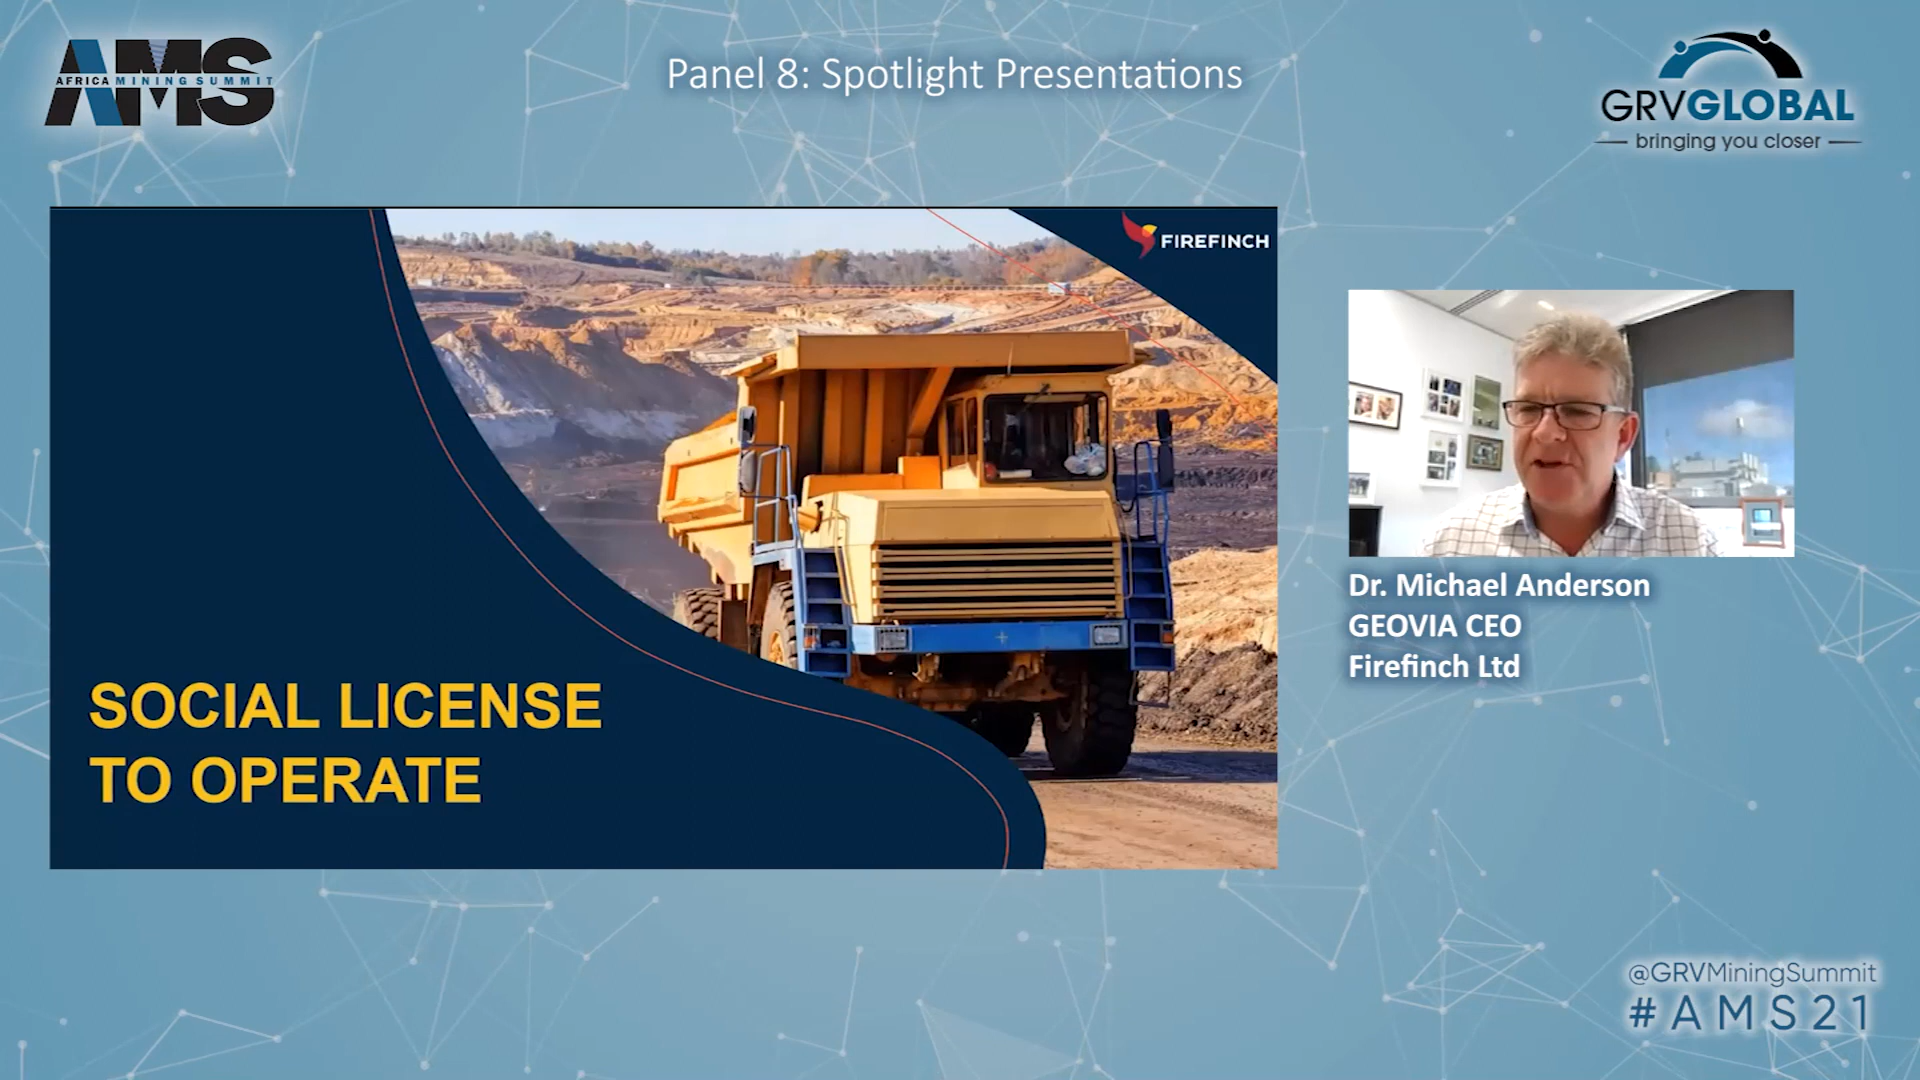 AMS
AFRICA MINING SUMMIT
Panel 8: Spotlight Presentations
GRVGLOBAL
bringing you closer
FIREFINCH
SOCIAL LICENSE
TO OPERATE
Dr. Michael Anderson
GEOVIA CEO
Firefinch Ltd
@GRVMiningSummit
#AMS21